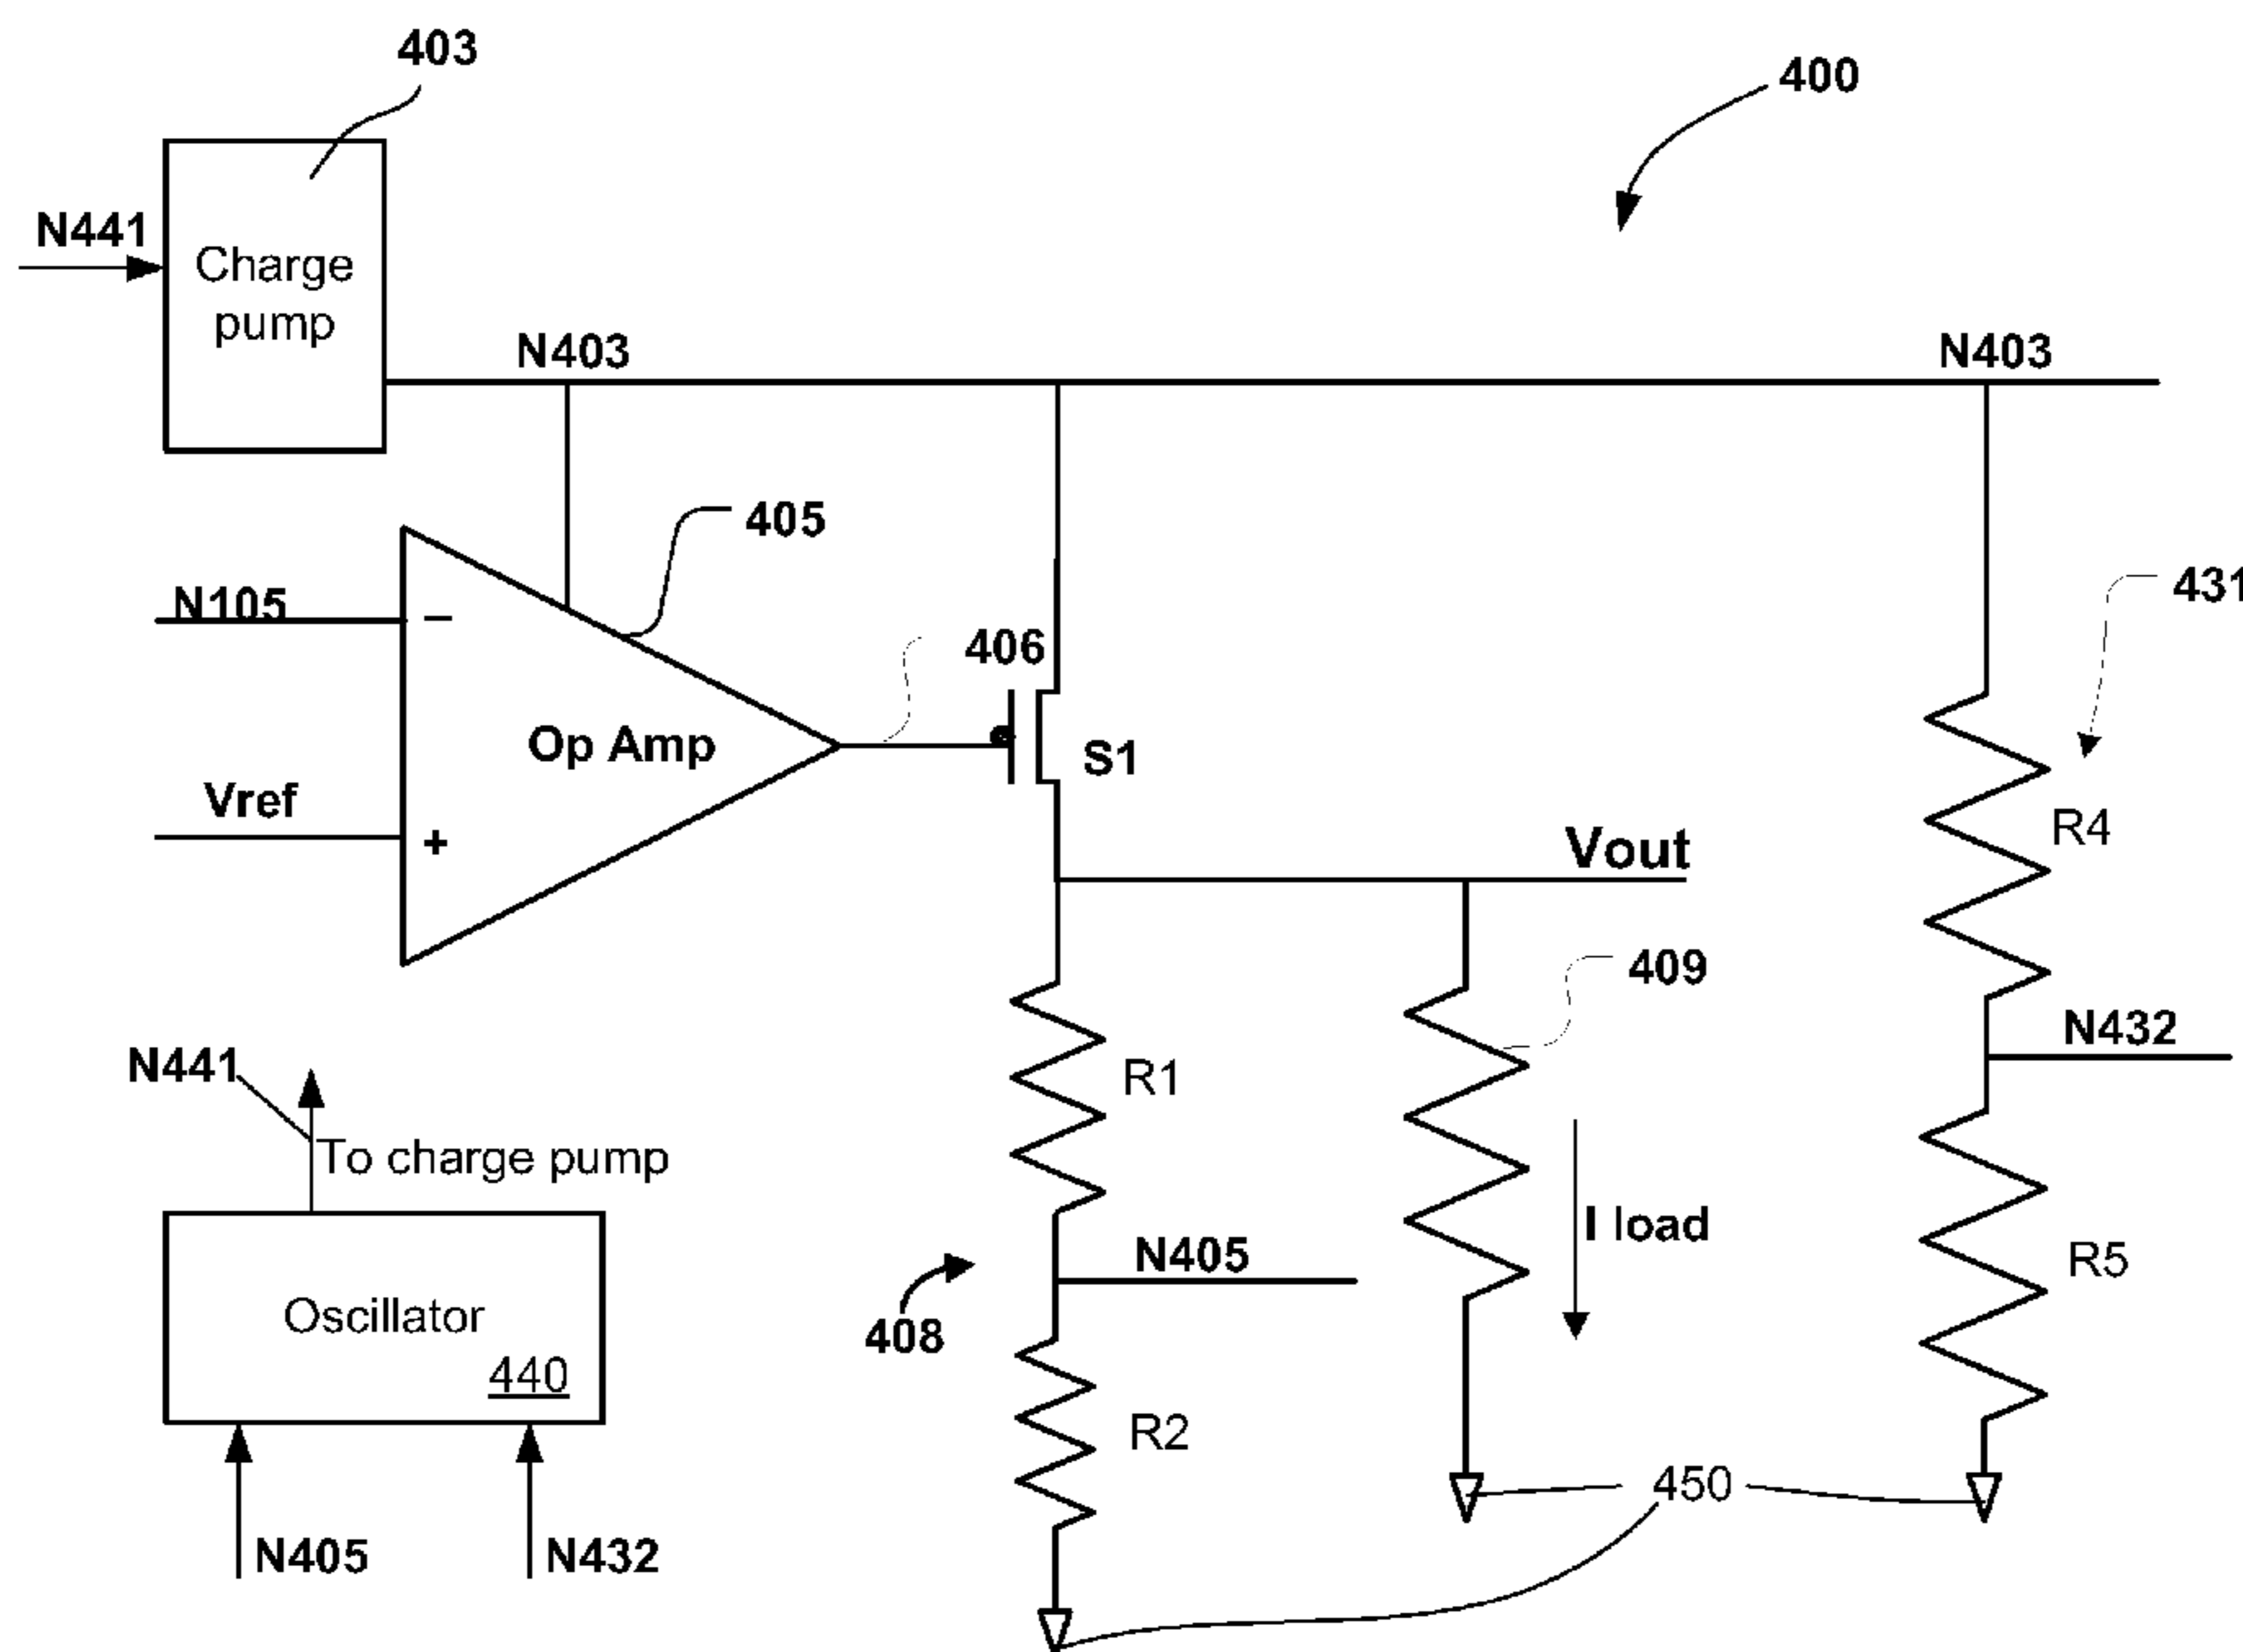 403
400
N441
Charge
pump
N403
N403
405
431
N105
−
406
Op Amp
S1
Vref
+
Vout
R4
409
N432
N441
R1
To charge pump
I load
N405
R5
Oscillator
408
440
R2
450
N405
N432